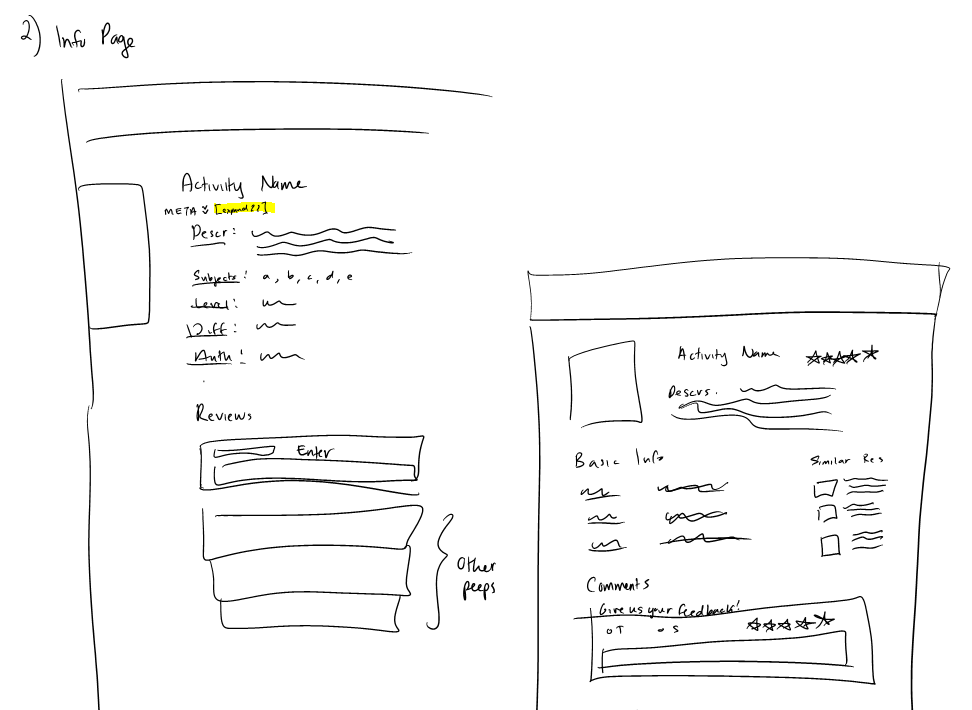 2) Info Page
Activity Name
META [expand??]
Descr:
Subjects: a, b, c, d, e
Level:
Diff:
Auth:
Reviews
Enter
Other
peeps
Activity Name
Descrs.
Basic Info
Similar Res
Comments
Give us your feedback!
T S